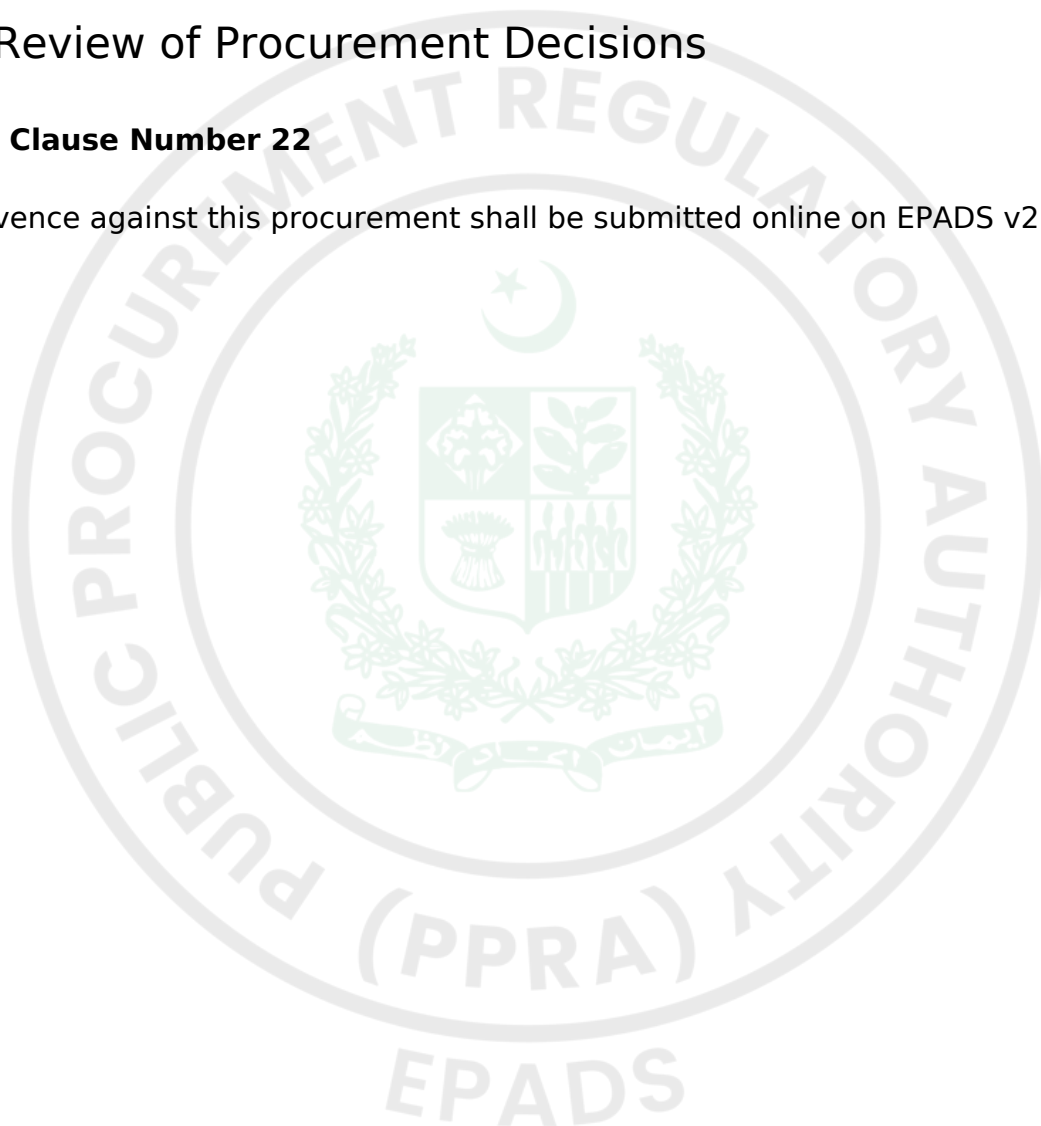 Review of Procurement Decisions
Clause Number 22
vence against this procurement shall be submitted online on EPADS v2
PUBLIC PROCUREMENT REGULATORY AUTHORITY
(PPRA)
EPADS